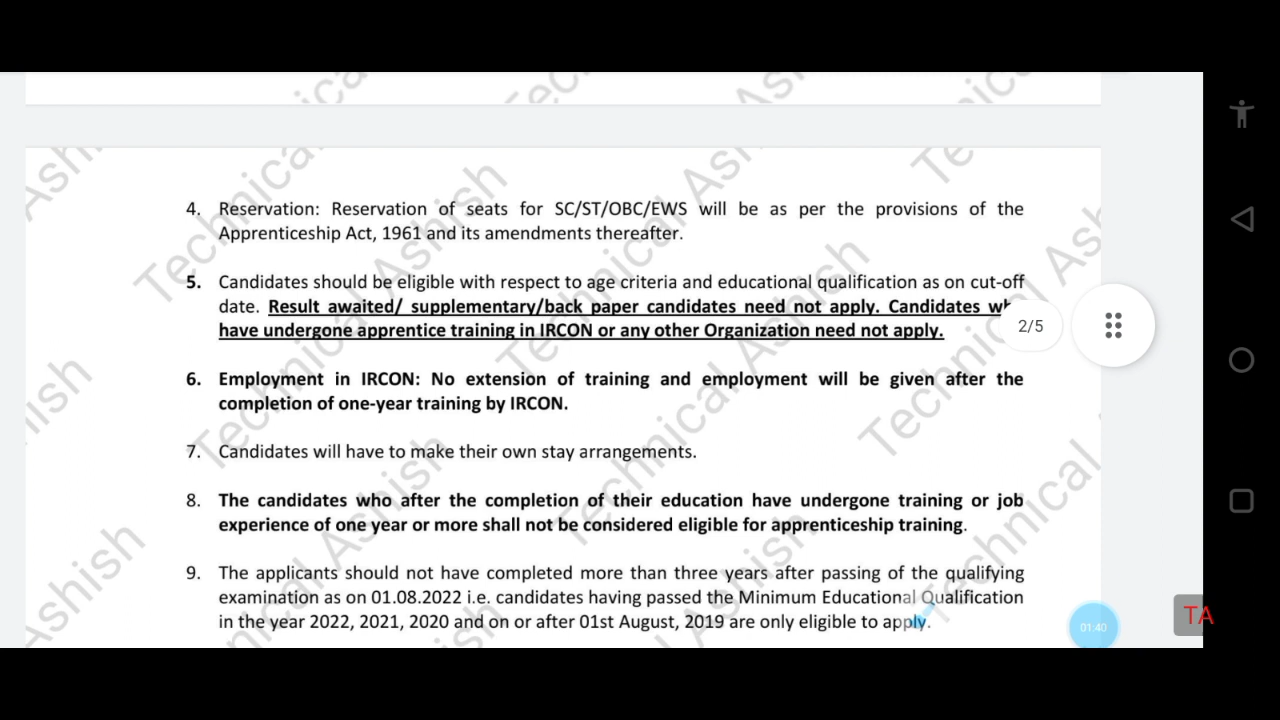 4. Reservation: Reservation of seats for SC/ST/OBC/EWS will be as per the provisions of the
Apprenticeship Act, 1961 and its amendments thereafter.
5. Candidates should be eligible with respect to age criteria and educational qualification as on cut-off
date. Result awaited/ supplementary/back paper candidates need not apply. Candidates
have undergone apprentice training in IRCON or any other Organization need not apply.
2/5
6. Employment in IRCON: No extension of training and employment will be given after the
completion of one-year training by IRCON.
7. Candidates will have to make their own stay arrangements.
8. The candidates who after the completion of their education have undergone training or job
experience of one year or more shall not be considered eligible for apprenticeship training.
9. The applicants should not have completed more than three years after passing of the qualifying
examination as on 01.08.2022 i.e. candidates having passed the Minimum Educational Qualification
in the year 2022, 2021, 2020 and on or after 01st August, 2019 are only eligible to apply.
01:40
TA
Technical Ashish
Technical Ashish
Technical Ashish